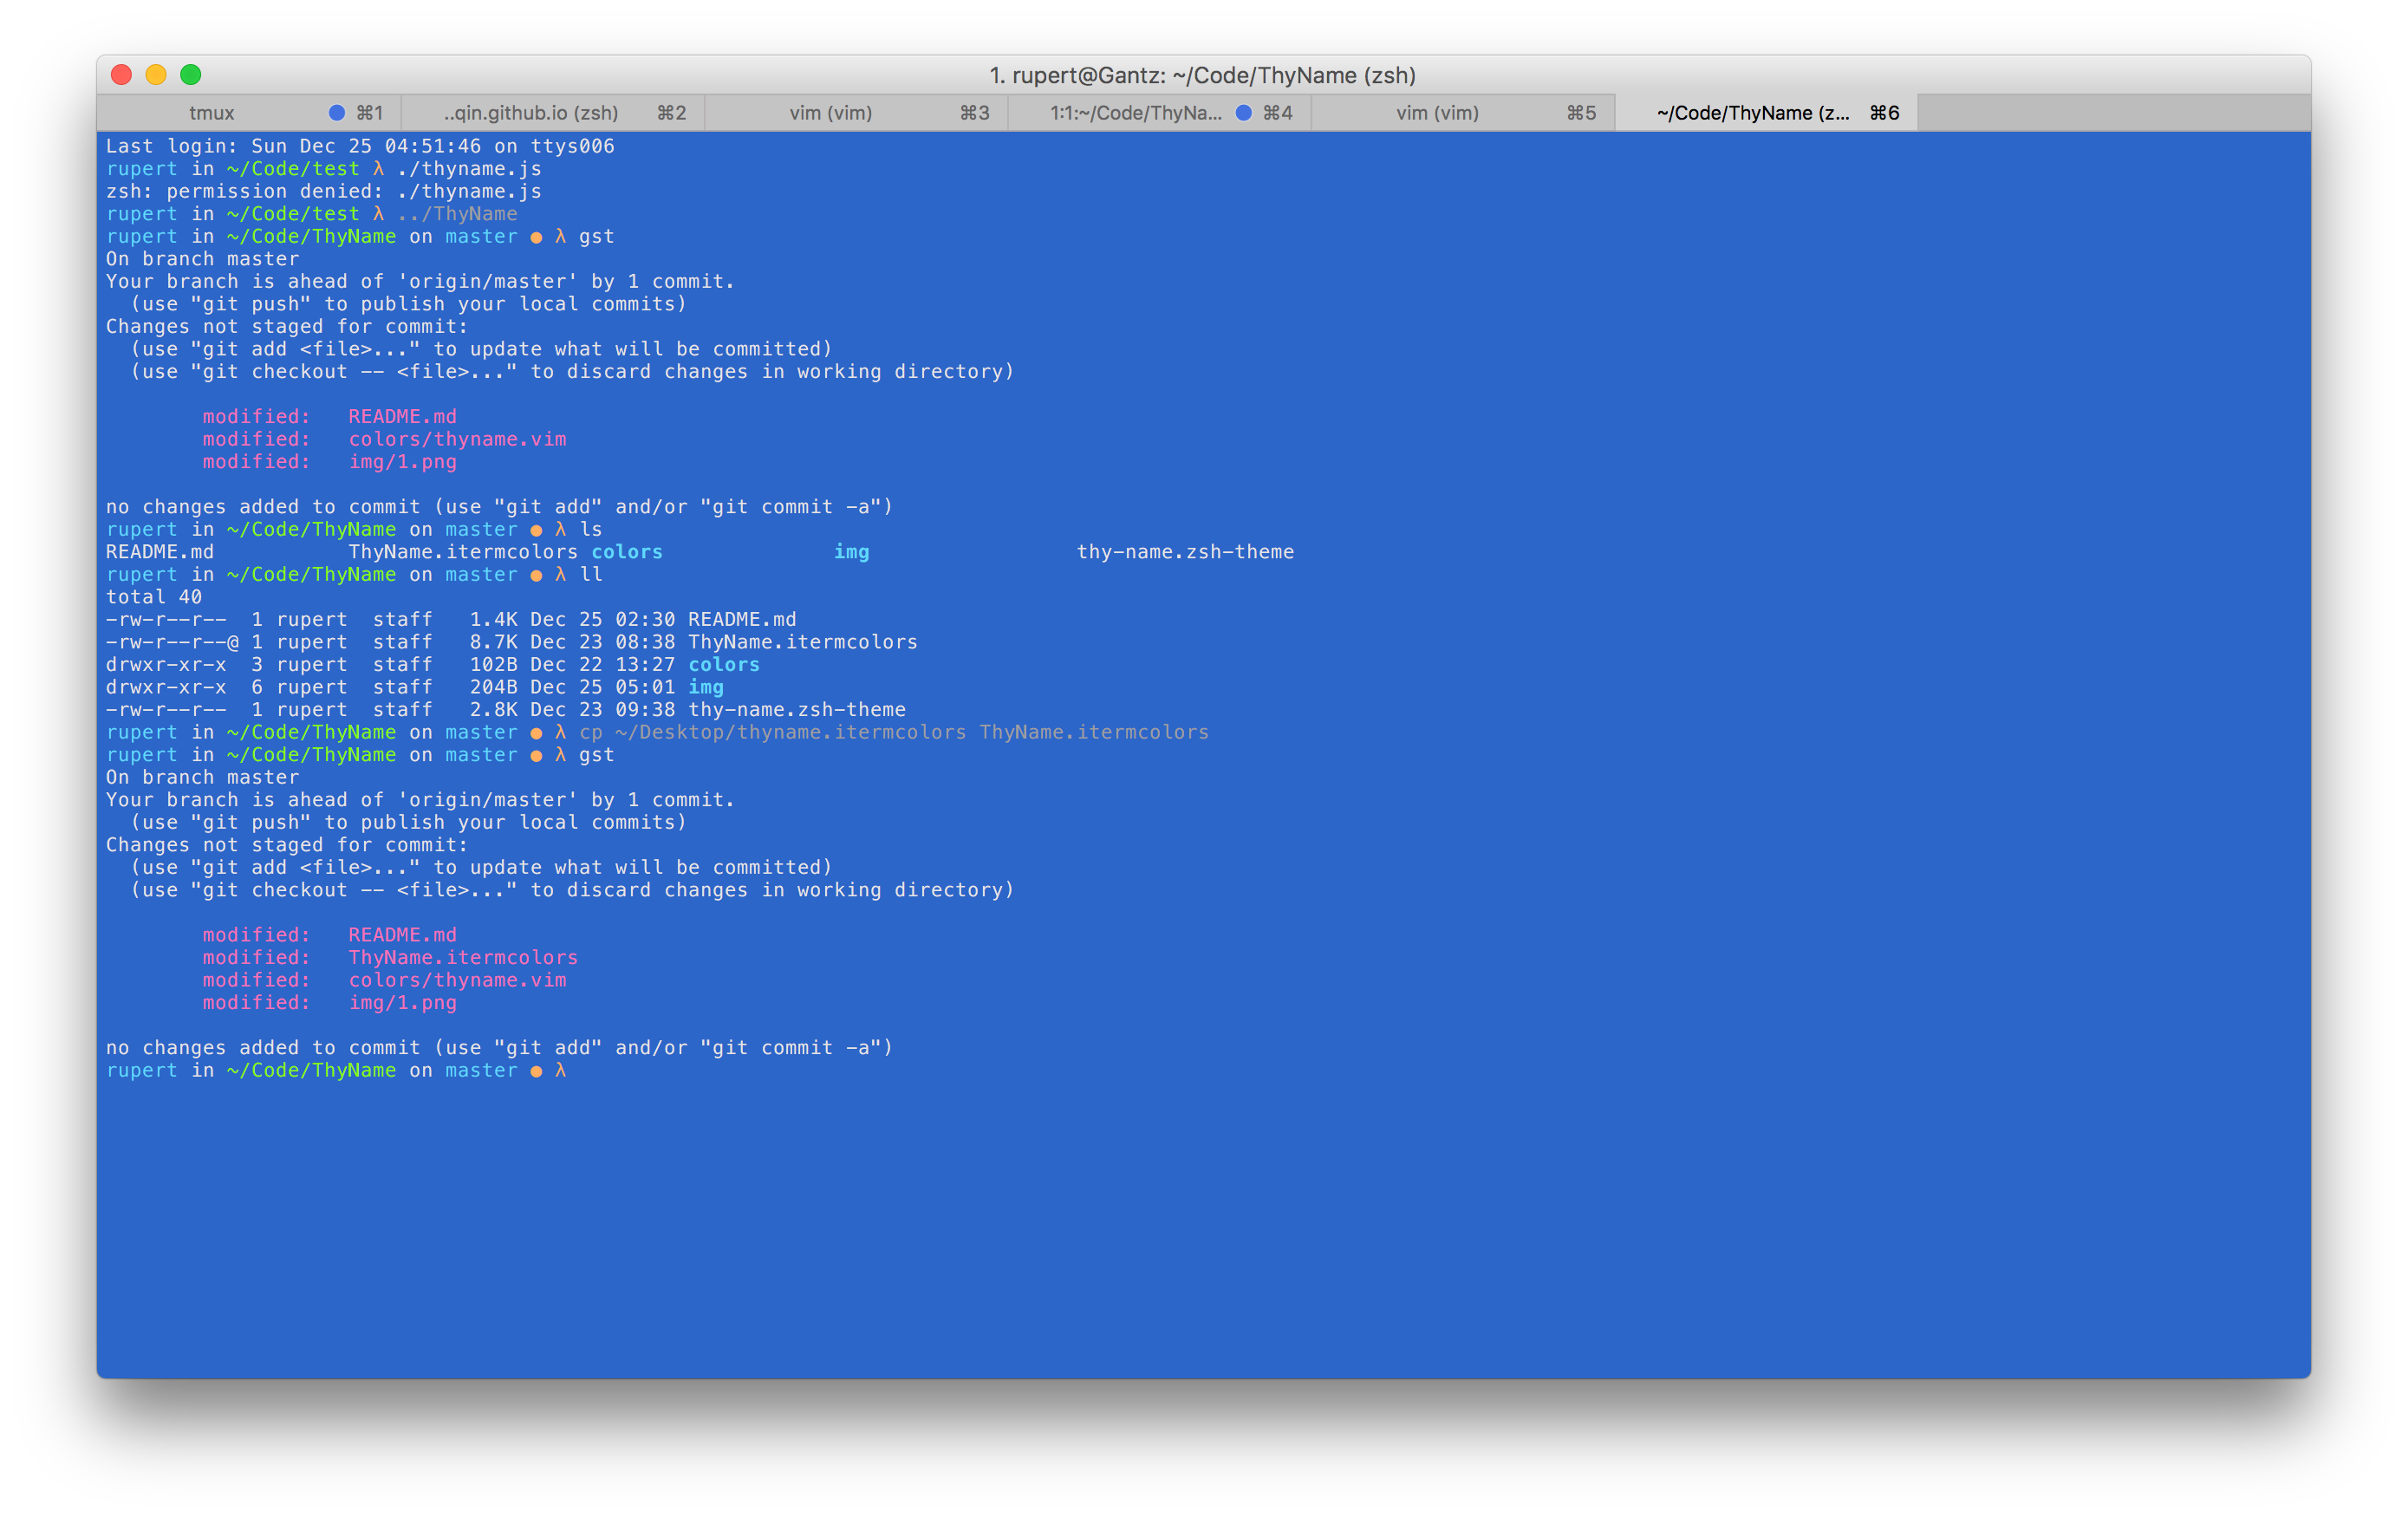 1. rupert@Gantz: ~/Code/ThyName (zsh)
tmux ⌘1 ..qin.github.io (zsh) ⌘2 vim (vim) ⌘3 1:1:~/Code/ThyNa... ⌘4 vim (vim) ⌘5 ~/Code/ThyName (z... ⌘6
Last login: Sun Dec 25 04:51:46 on ttys006
rupert in ~/Code/test λ ./thyname.js
zsh: permission denied: ./thyname.js
rupert in ~/Code/test λ ../ThyName
rupert in ~/Code/ThyName on master ● λ gst
On branch master
Your branch is ahead of 'origin/master' by 1 commit.
  (use "git push" to publish your local commits)
Changes not staged for commit:
  (use "git add <file>..." to update what will be committed)
  (use "git checkout -- <file>..." to discard changes in working directory)
        modified:   README.md
        modified:   colors/thyname.vim
        modified:   img/1.png
no changes added to commit (use "git add" and/or "git commit -a")
rupert in ~/Code/ThyName on master ● λ ls
README.md           ThyName.itermcolors colors              img                 thy-name.zsh-theme
rupert in ~/Code/ThyName on master ● λ ll
total 40
-rw-r--r--  1 rupert  staff   1.4K Dec 25 02:30 README.md
-rw-r--r--@ 1 rupert  staff   8.7K Dec 23 08:38 ThyName.itermcolors
drwxr-xr-x  3 rupert  staff   102B Dec 22 13:27 colors
drwxr-xr-x  6 rupert  staff   204B Dec 25 05:01 img
-rw-r--r--  1 rupert  staff   2.8K Dec 23 09:38 thy-name.zsh-theme
rupert in ~/Code/ThyName on master ● λ cp ~/Desktop/thyname.itermcolors ThyName.itermcolors
rupert in ~/Code/ThyName on master ● λ gst
On branch master
Your branch is ahead of 'origin/master' by 1 commit.
  (use "git push" to publish your local commits)
Changes not staged for commit:
  (use "git add <file>..." to update what will be committed)
  (use "git checkout -- <file>..." to discard changes in working directory)
        modified:   README.md
        modified:   ThyName.itermcolors
        modified:   colors/thyname.vim
        modified:   img/1.png
no changes added to commit (use "git add" and/or "git commit -a")
rupert in ~/Code/ThyName on master ● λ